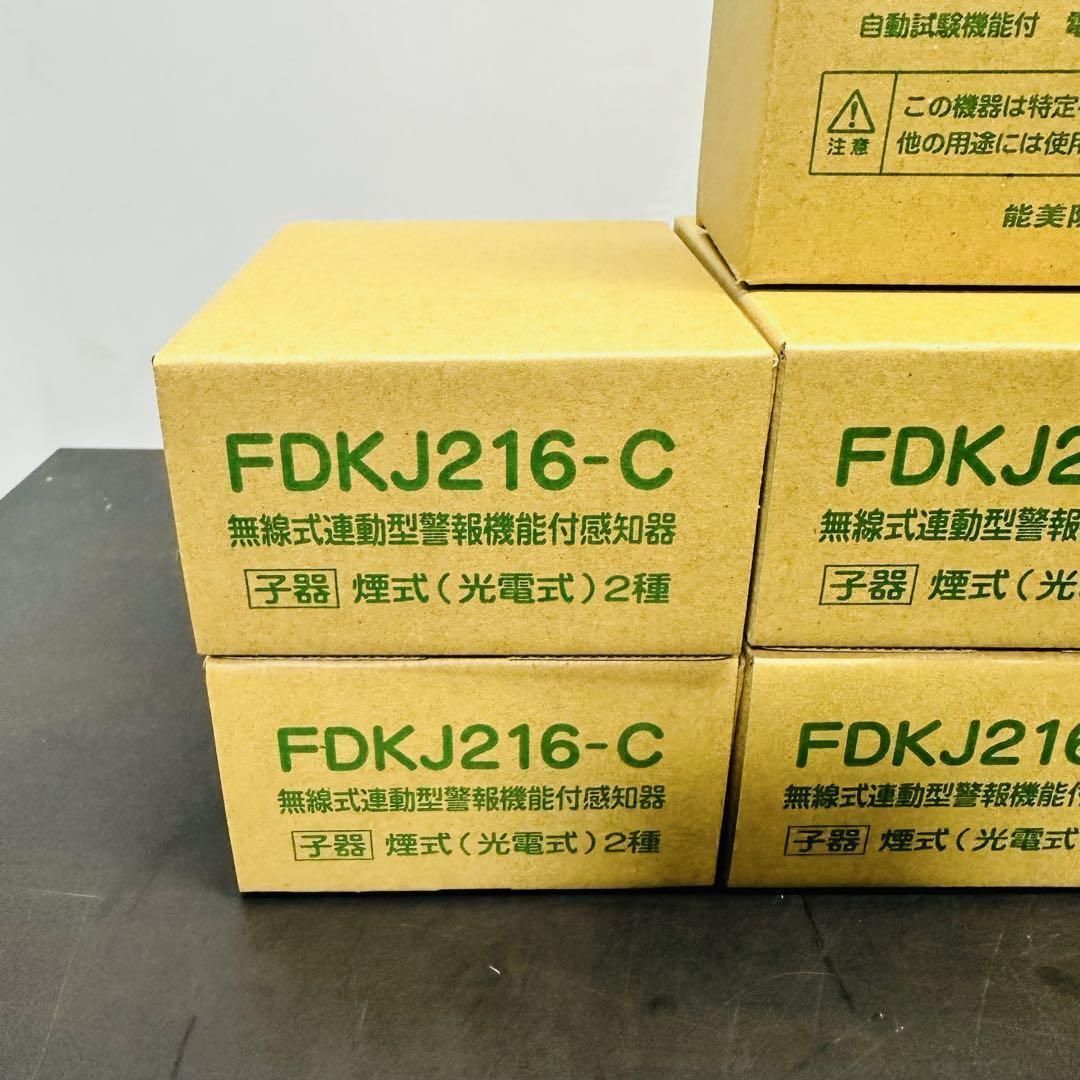 自動試験機能付
注意
この機器は特定
他の用途には使用
能美防
FDKJ216-C
無線式連動型警報機能付感知器
子器 煙式(光電式)2種
FDKJ2
無線式連動型警報
子器 煙式(光
FDKJ216-C
無線式連動型警報機能付感知器
子器 煙式(光電式)2種
FDKJ216
無線式連動型警報機能付
子器 煙式(光電式